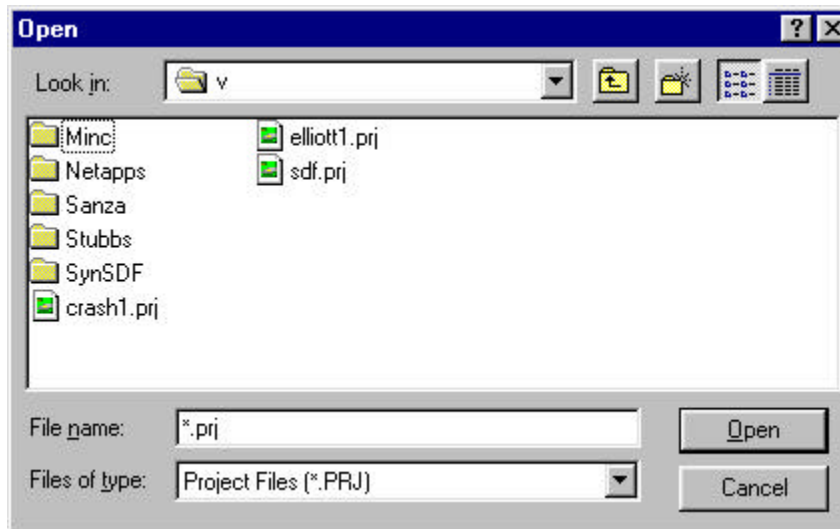 Open
Look in: v
Minc
Netapps
Sanza
Stubbs
SynSDF
crash1.prj
elliott1.prj
sdf.prj
File name: *.prj Open
Files of type: Project Files (*.PRJ) Cancel